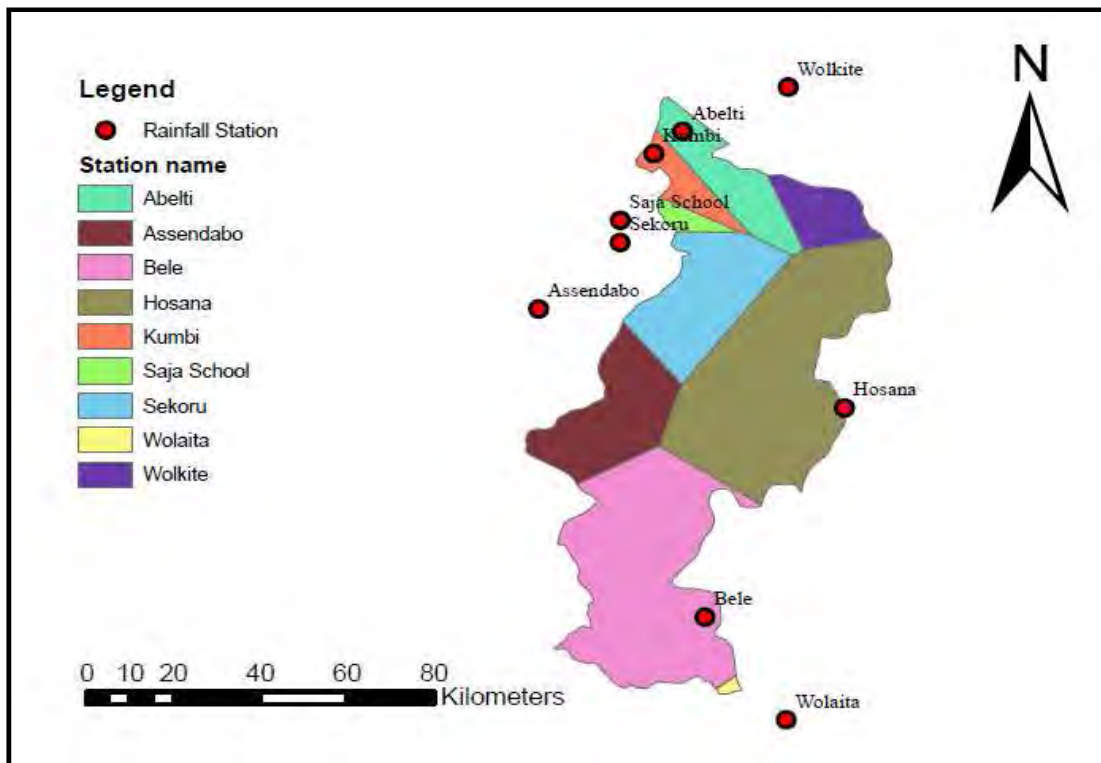 Legend
Rainfall Station
Station name
Abelti
Assendabo
Bele
Hosana
Kumbi
Saja School
Sekoru
Wolaita
Wolkite
N
Wolkite
Abelti
Kumbi
Saja School
Sekoru
Assendabo
Hosana
Bele
Wolaita
0 10 20 40 60 80
Kilometers